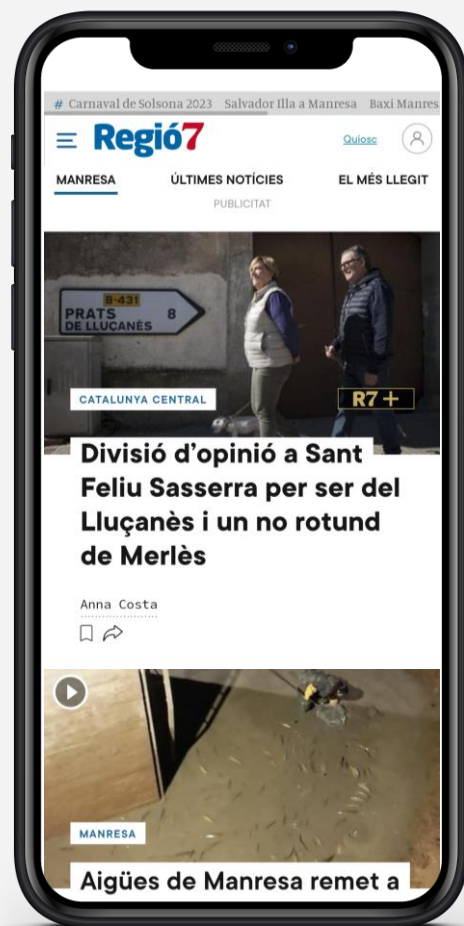 # Carnaval de Solsona 2023 Salvador Illa a Manresa Baxi Manres
Regió7
Quiosc
MANRESA ÚLTIMES NOTÍCIES EL MÉS LLEGIT
PUBLICITAT
B-431
PRATS 8
DE LLUÇANÈS
CATALUNYA CENTRAL
R7+
Divisió d'opinió a Sant
Feliu Sasserra per ser del
Lluçanès i un no rotund
de Merlès
Anna Costa
MANRESA
Aigües de Manresa remet a